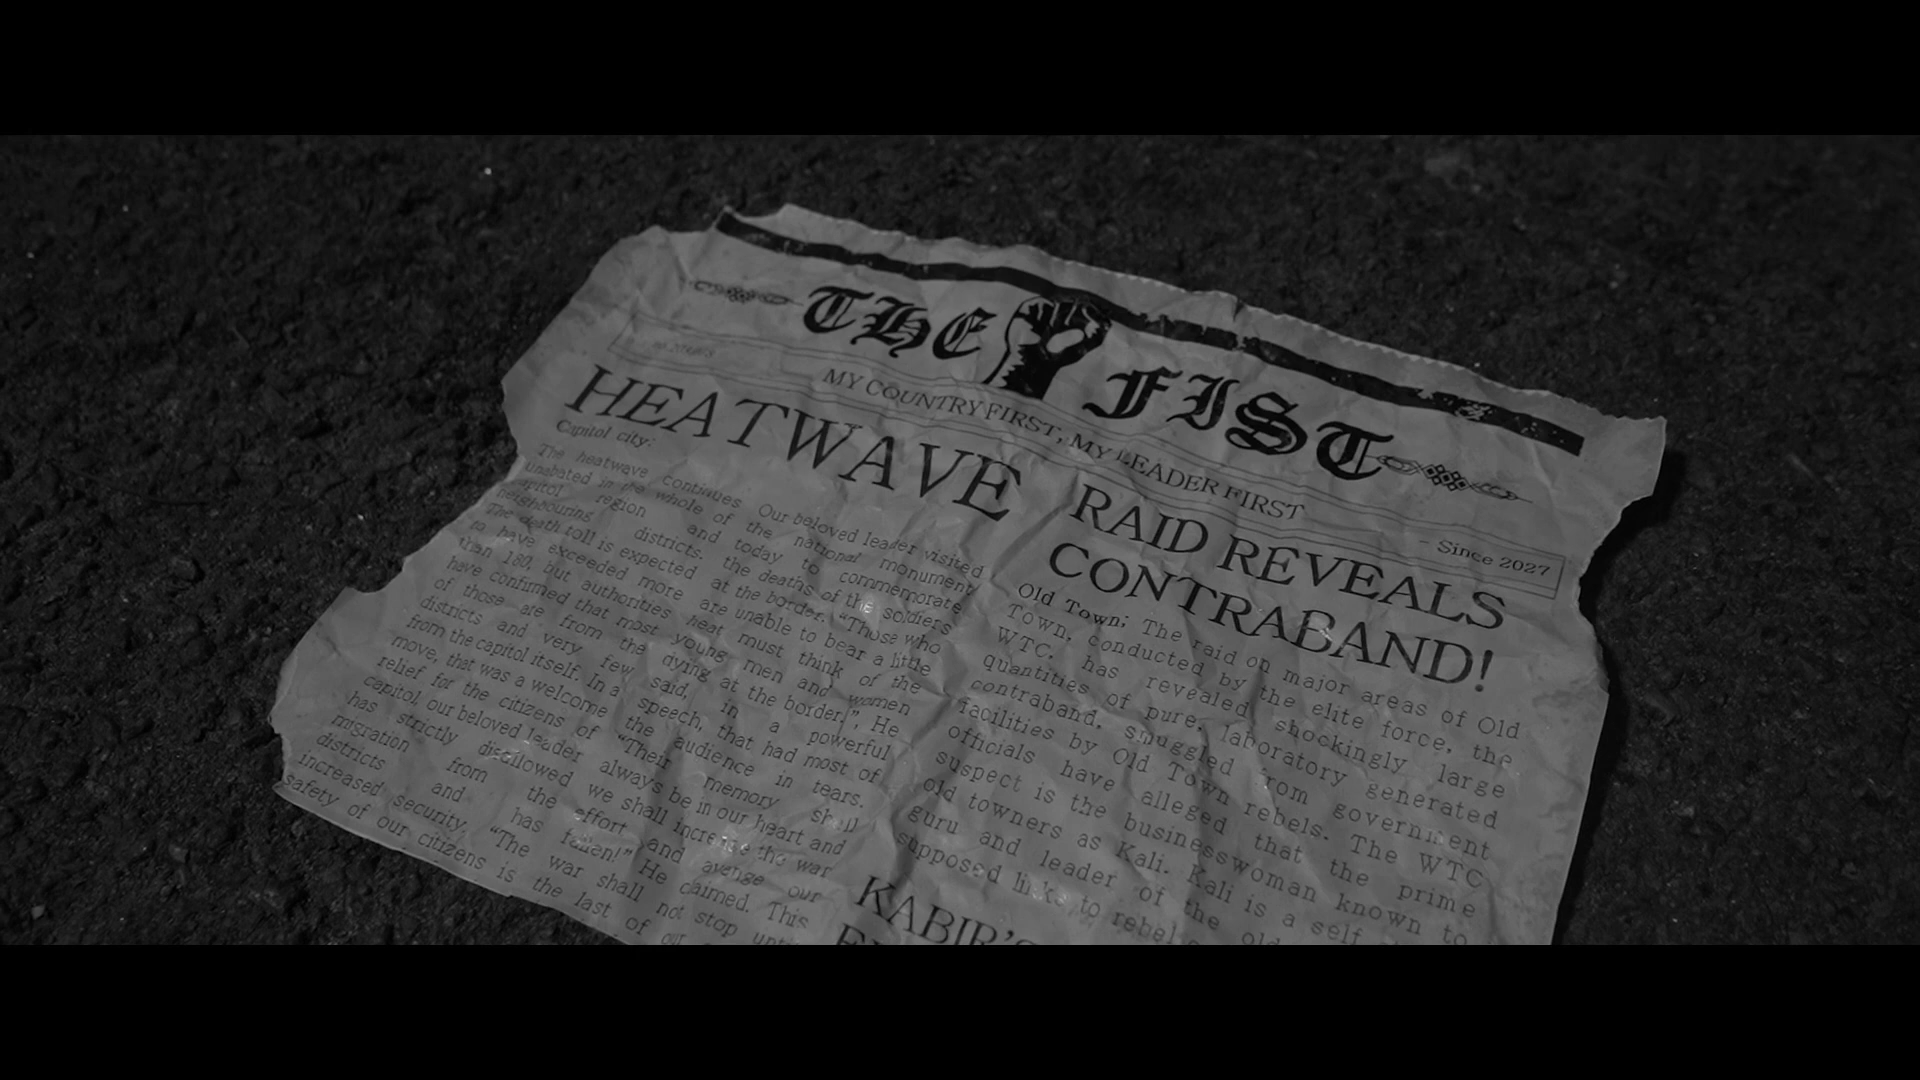 THE FIST
MY COUNTRY FIRST, MY LEADER FIRST
Since 2027
HEATWAVE
Capitol city:
The heatwave continues
unabated in the whole of the
capitol region and
neighbouring districts.
The death toll is expected
to have exceeded more
than 180, but authorities
have confirmed that most
of those are from the
districts and very few
from the capitol itself. In a
move, that was a welcome
relief for the citizens of
capitol, our beloved leader
has strictly disallowed
migration from the
districts and has
increased security. "The
safety of our citizens is
Our beloved leader visited
the national monument
today to commemorate
the deaths of the soldiers
at the border. "Those who
are unable to bear a little
heat must think of the
young men and women
dying at the border.", He
said, in a powerful
speech, that had most of
the audience in tears.
"Their memory shall
always be in our heart and
we shall increase the war
effort and avenge our
fallen!" He claimed. This
war shall not stop until
the last of our
RAID REVEALS
CONTRABAND!
Old Town: The raid on major areas of Old
Town, conducted by the elite force, the
WTC, has revealed shockingly large
quantities of pure, laboratory generated
contraband, smuggled from government
facilities by Old Town rebels. The WTC
officials have alleged that the prime
suspect is the businesswoman known to
old towners as Kali. Kali is a self
guru and leader of the old
supposed links to rebel
KABIR'S